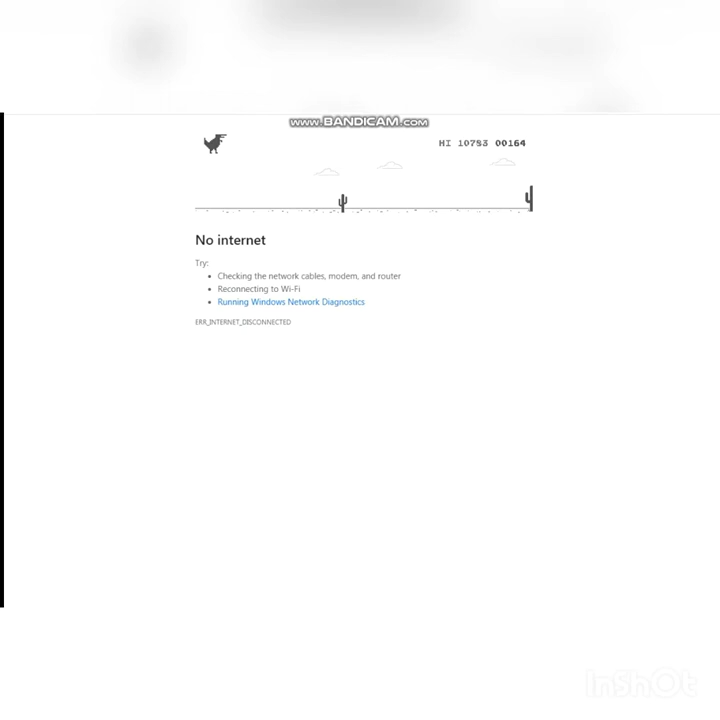 www.BANDICAM.com
HI 10783 00164
No internet
Try:
• Checking the network cables, modem, and router
• Reconnecting to Wi-Fi
• Running Windows Network Diagnostics
ERR_INTERNET_DISCONNECTED
InShOt